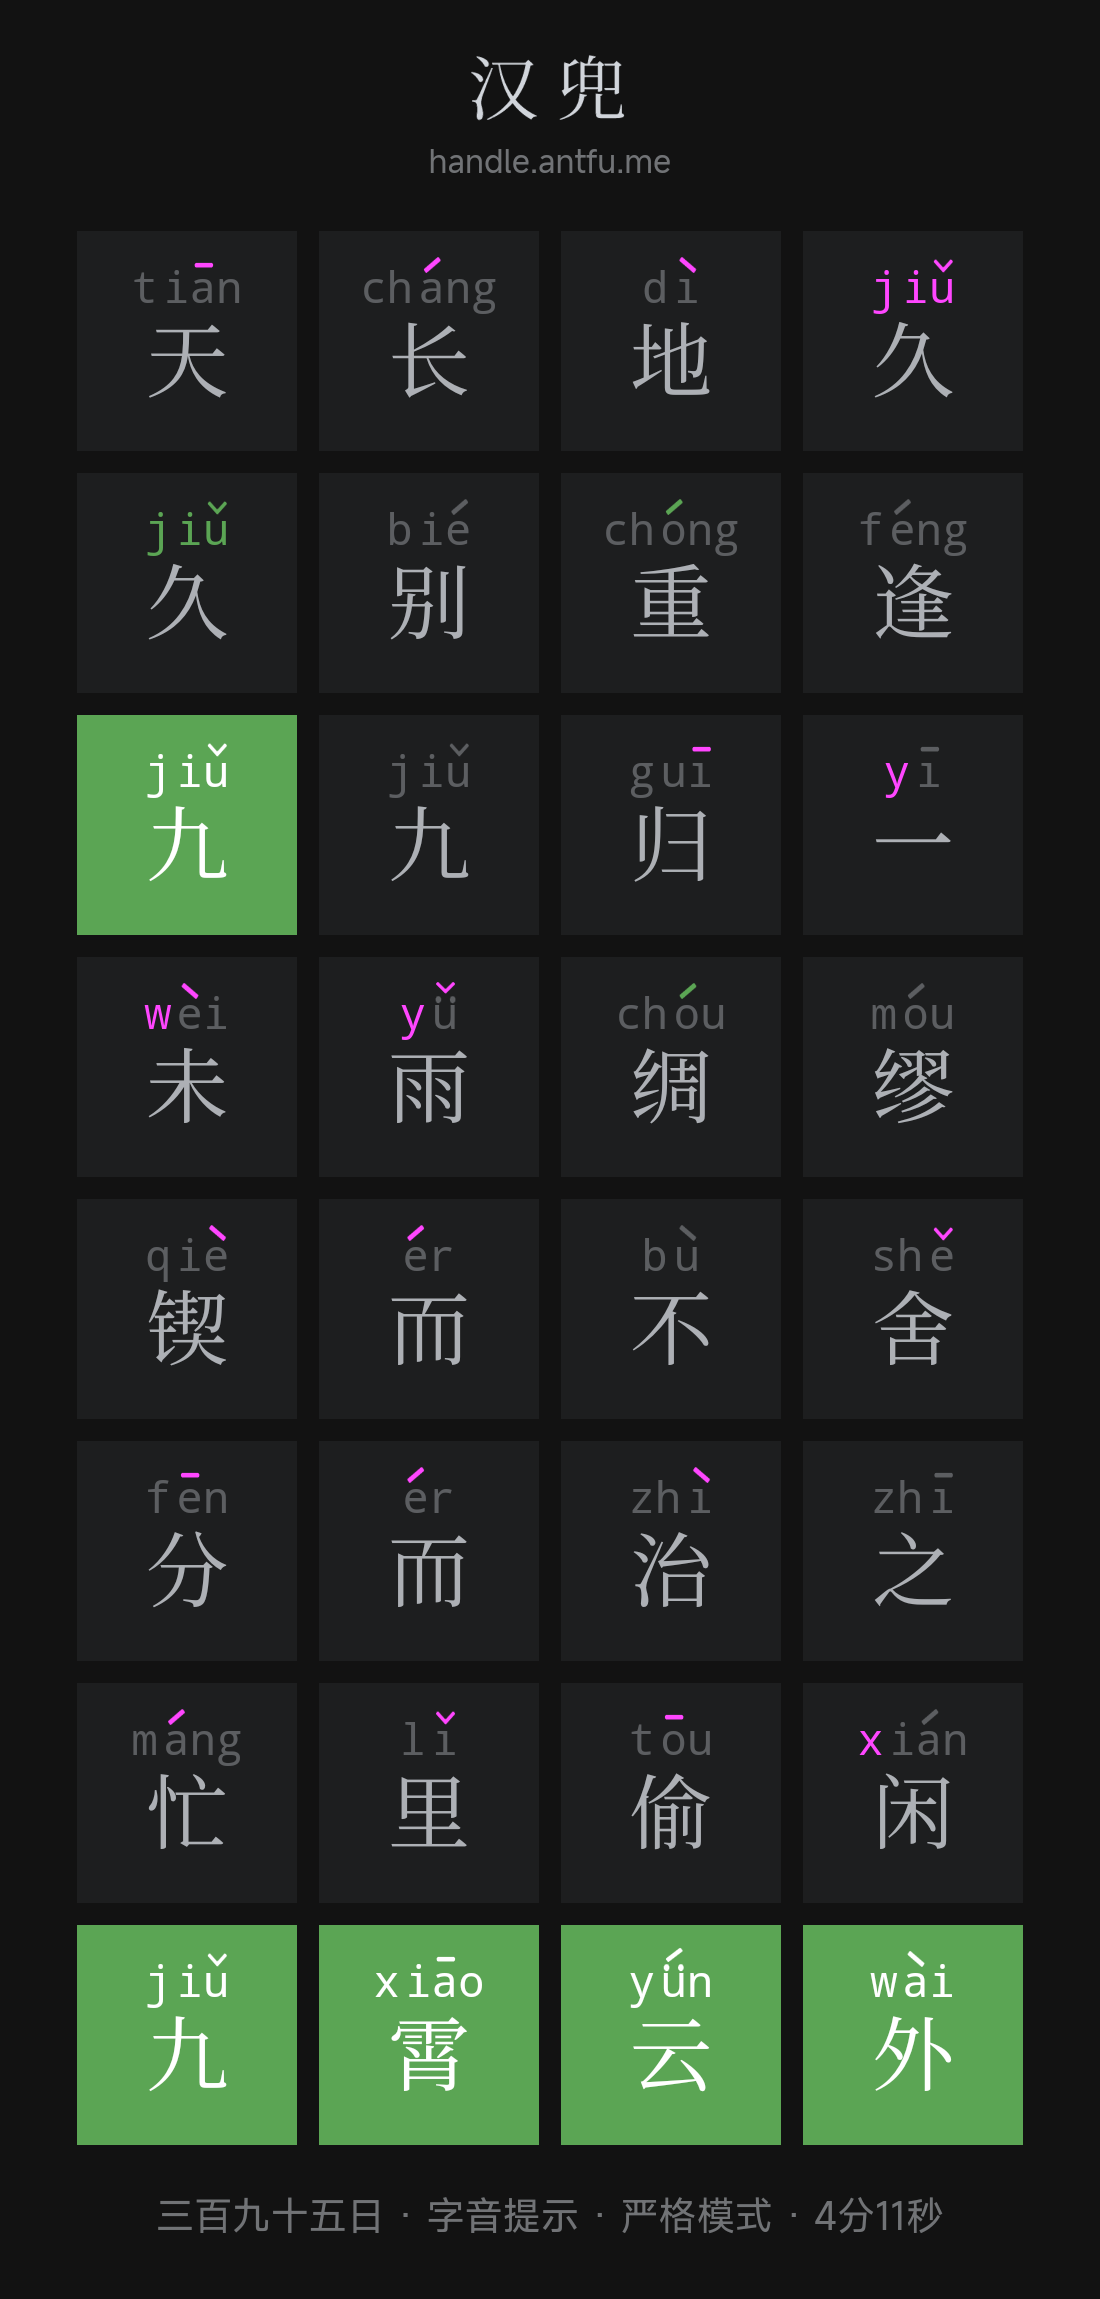 汉兜
handle.antfu.me
tiān cháng dì jiǔ
天 长 地 久
jiǔ bié chóng féng
久 别 重 逢
jiǔ jiǔ guī yī
九 九 归 一
wèi yǚ chóu móu
未 雨 绸 缪
qiè ér bù shě
锲 而 不 舍
fēn ér zhì zhī
分 而 治 之
máng lǐ tōu xián
忙 里 偷 闲
jiǔ xiāo yǘn wài
九 霄 云 外
三百九十五日 · 字音提示 · 严格模式 · 4分11秒